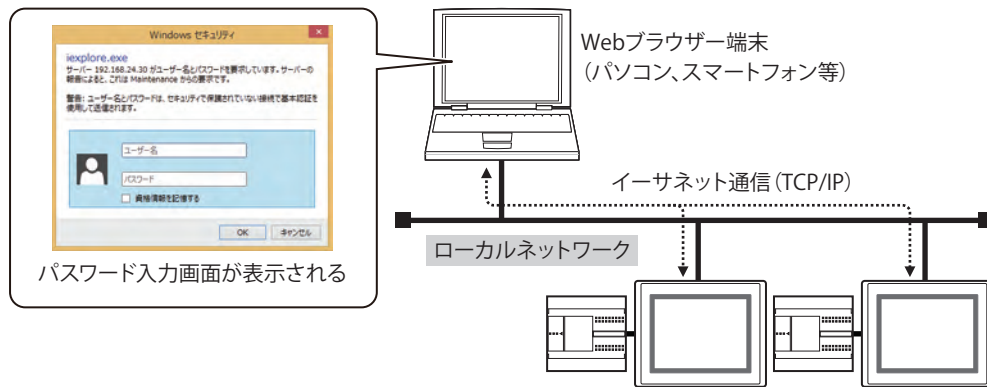 Windows セキュリティ
iexplore.exe
サーバー 192.168.24.30 がユーザー名とパスワードを要求しています。サーバーの
報告によると、これは Maintenance からの要求です。
警告: ユーザー名とパスワードは、セキュリティで保護されていない接続で基本認証を
使用して送信されます。
ユーザー名
パスワード
資格情報を記憶する
OK キャンセル
パスワード入力画面が表示される
Webブラウザー端末
（パソコン、スマートフォン等）
イーサネット通信（TCP/IP）
ローカルネットワーク